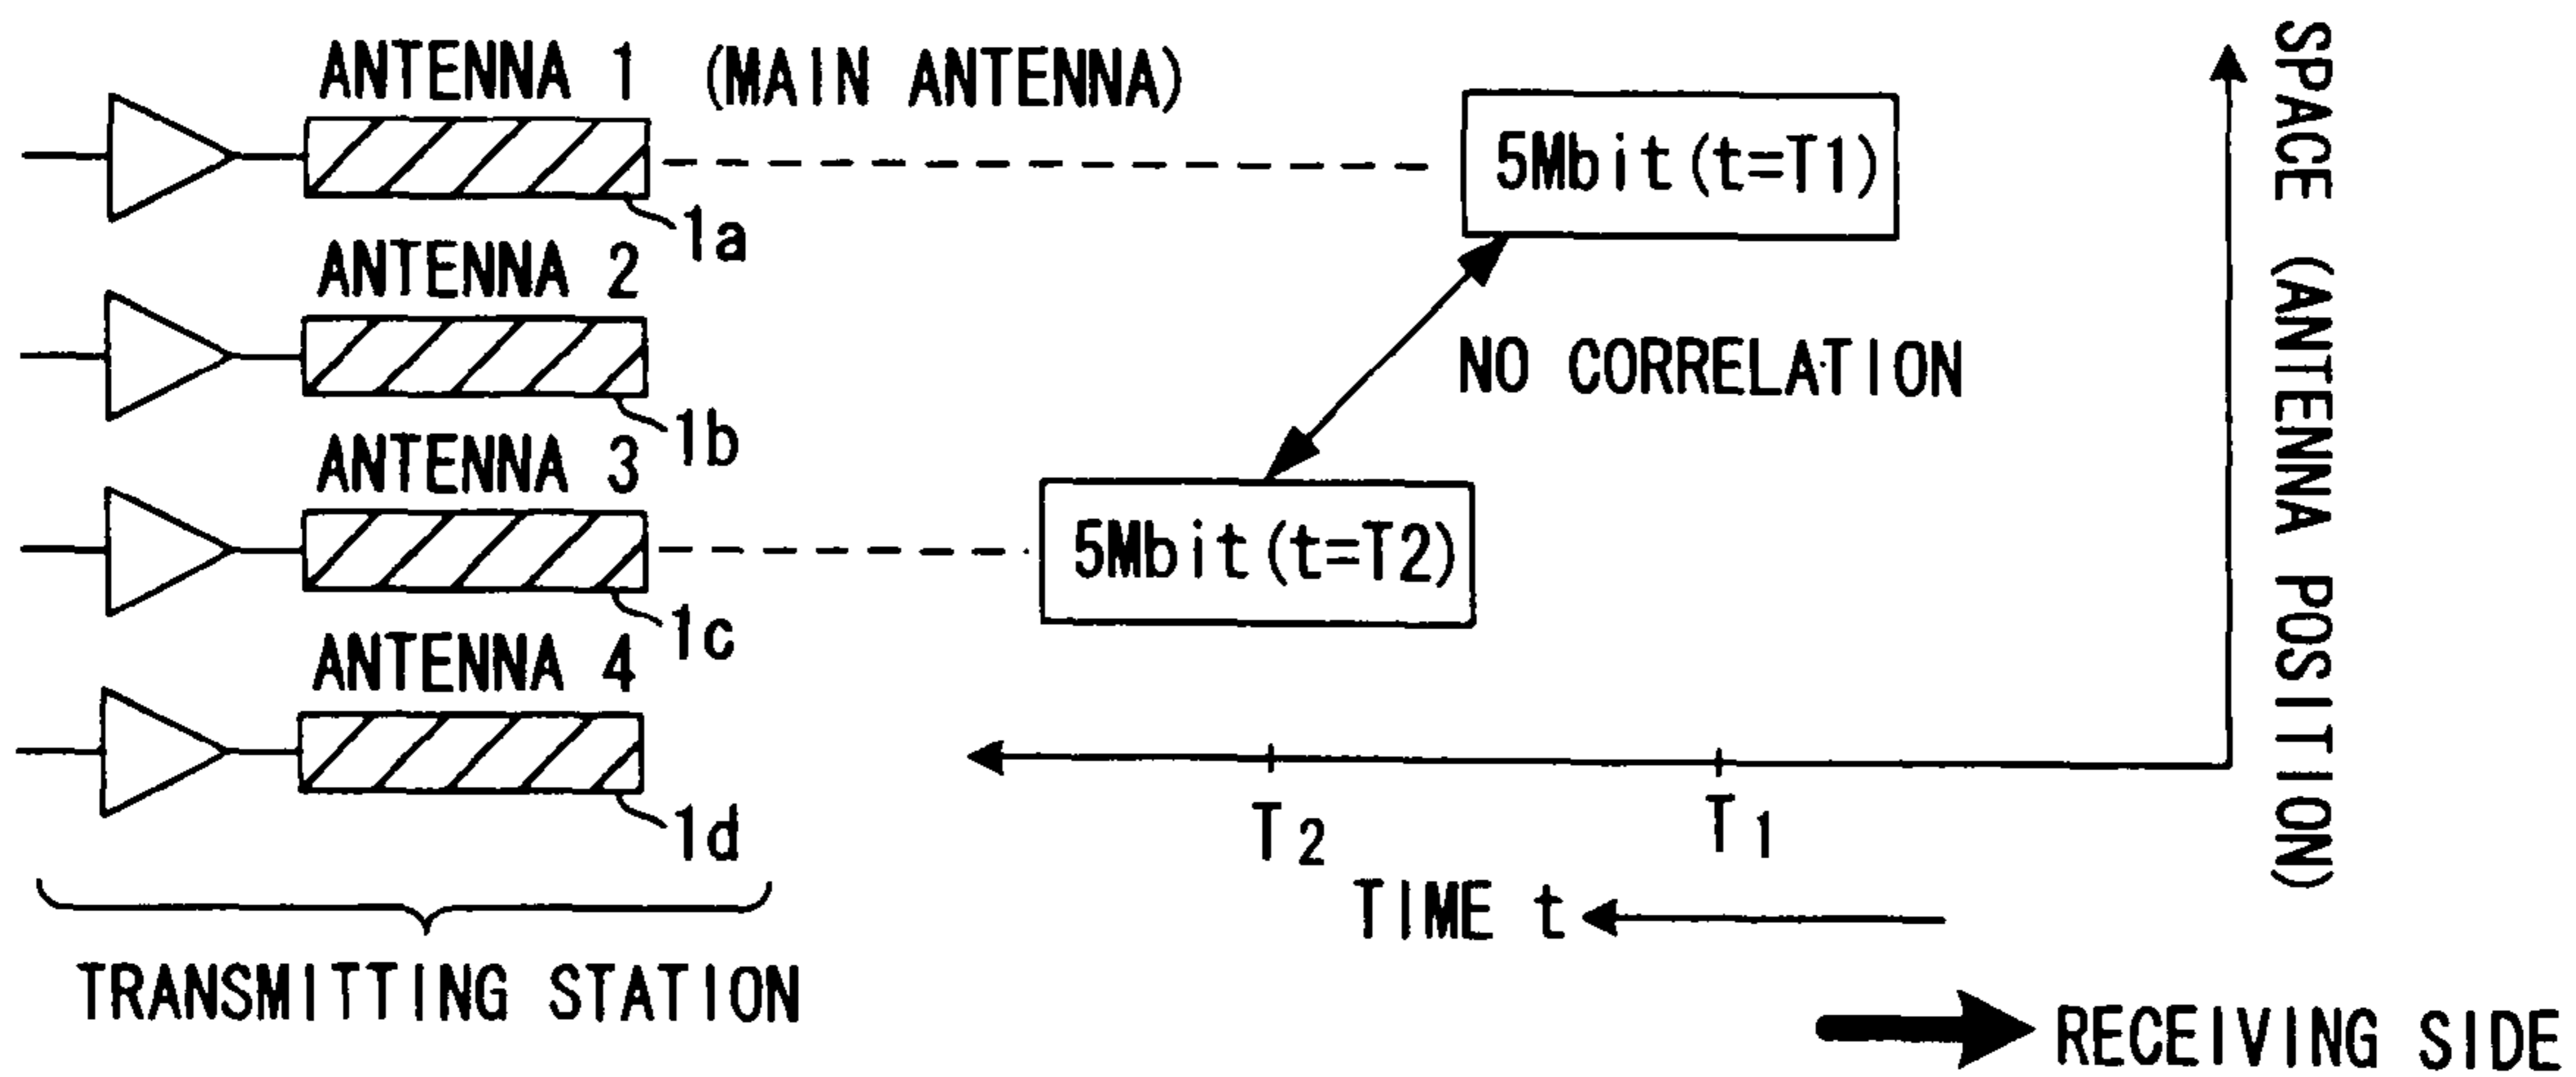 ANTENNA 1 (MAIN ANTENNA)
1a
5Mbit(t=T1)
ANTENNA 2
1b
NO CORRELATION
ANTENNA 3
1c
5Mbit(t=T2)
ANTENNA 4
1d
T2
T1
TIME t
SPACE (ANTENNA POSITION)
TRANSMITTING STATION
RECEIVING SIDE